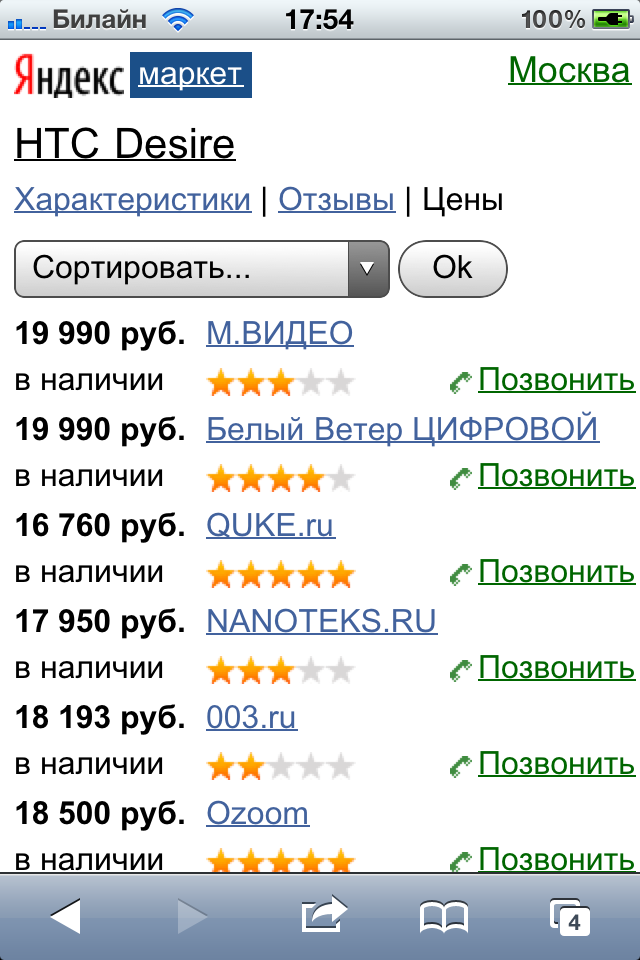 Билайн 17:54 100%
Яндекс маркет Москва
HTC Desire
Характеристики | Отзывы | Цены
Сортировать... Ok
19 990 руб. М.ВИДЕО
в наличии Позвонить
19 990 руб. Белый Ветер ЦИФРОВОЙ
в наличии Позвонить
16 760 руб. QUKE.ru
в наличии Позвонить
17 950 руб. NANOTEKS.RU
в наличии Позвонить
18 193 руб. 003.ru
в наличии Позвонить
18 500 руб. Ozoom
в наличии Позвонить
4